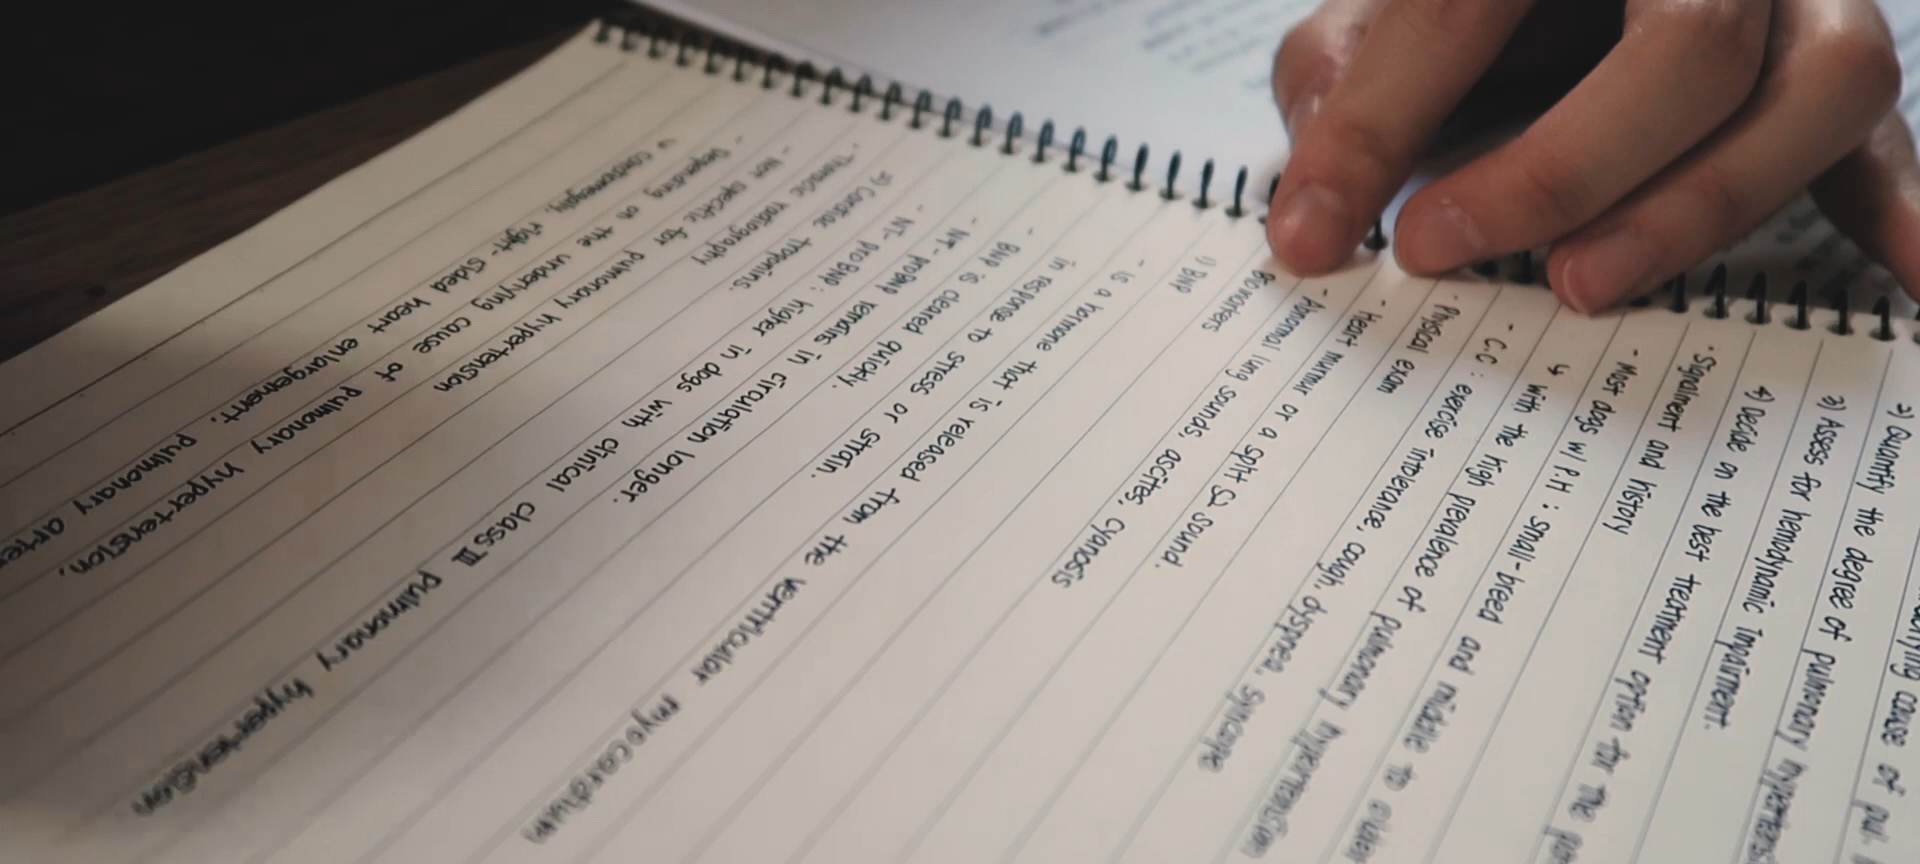 cause of pul.
2) Quantify the degree of pulmonary
3) Assess for hemodynamic impairment.
4) Decide on the best treatment option for the
· Signalment and history
- Most dogs w/ P.H : small-breed and middle to
↳ With the high prevalence of pulmonary hypertension
- C.C : exercise intolerance, cough, dyspnea, syncope
· Physical exam
- Heart murmur or a split S2 sound.
- Abnormal lung sounds, ascites, cyanosis
Biomarkers
1) BNP
- is a hormone that is released from the ventricular myocardium
in response to stress or strain.
- BNP is cleared quickly.
- NT-proBNP remains in circulation longer.
- NT-proBNP : higher in dogs with clinical class III pulmonary hypertension
2) Cardiac troponins.
- Thoracic radiography
- Not specific for pulmonary hypertension
- Depending on the underlying cause of pulmonary hypertension,
↳ cardiomegaly, right-sided heart enlargement, pulmonary